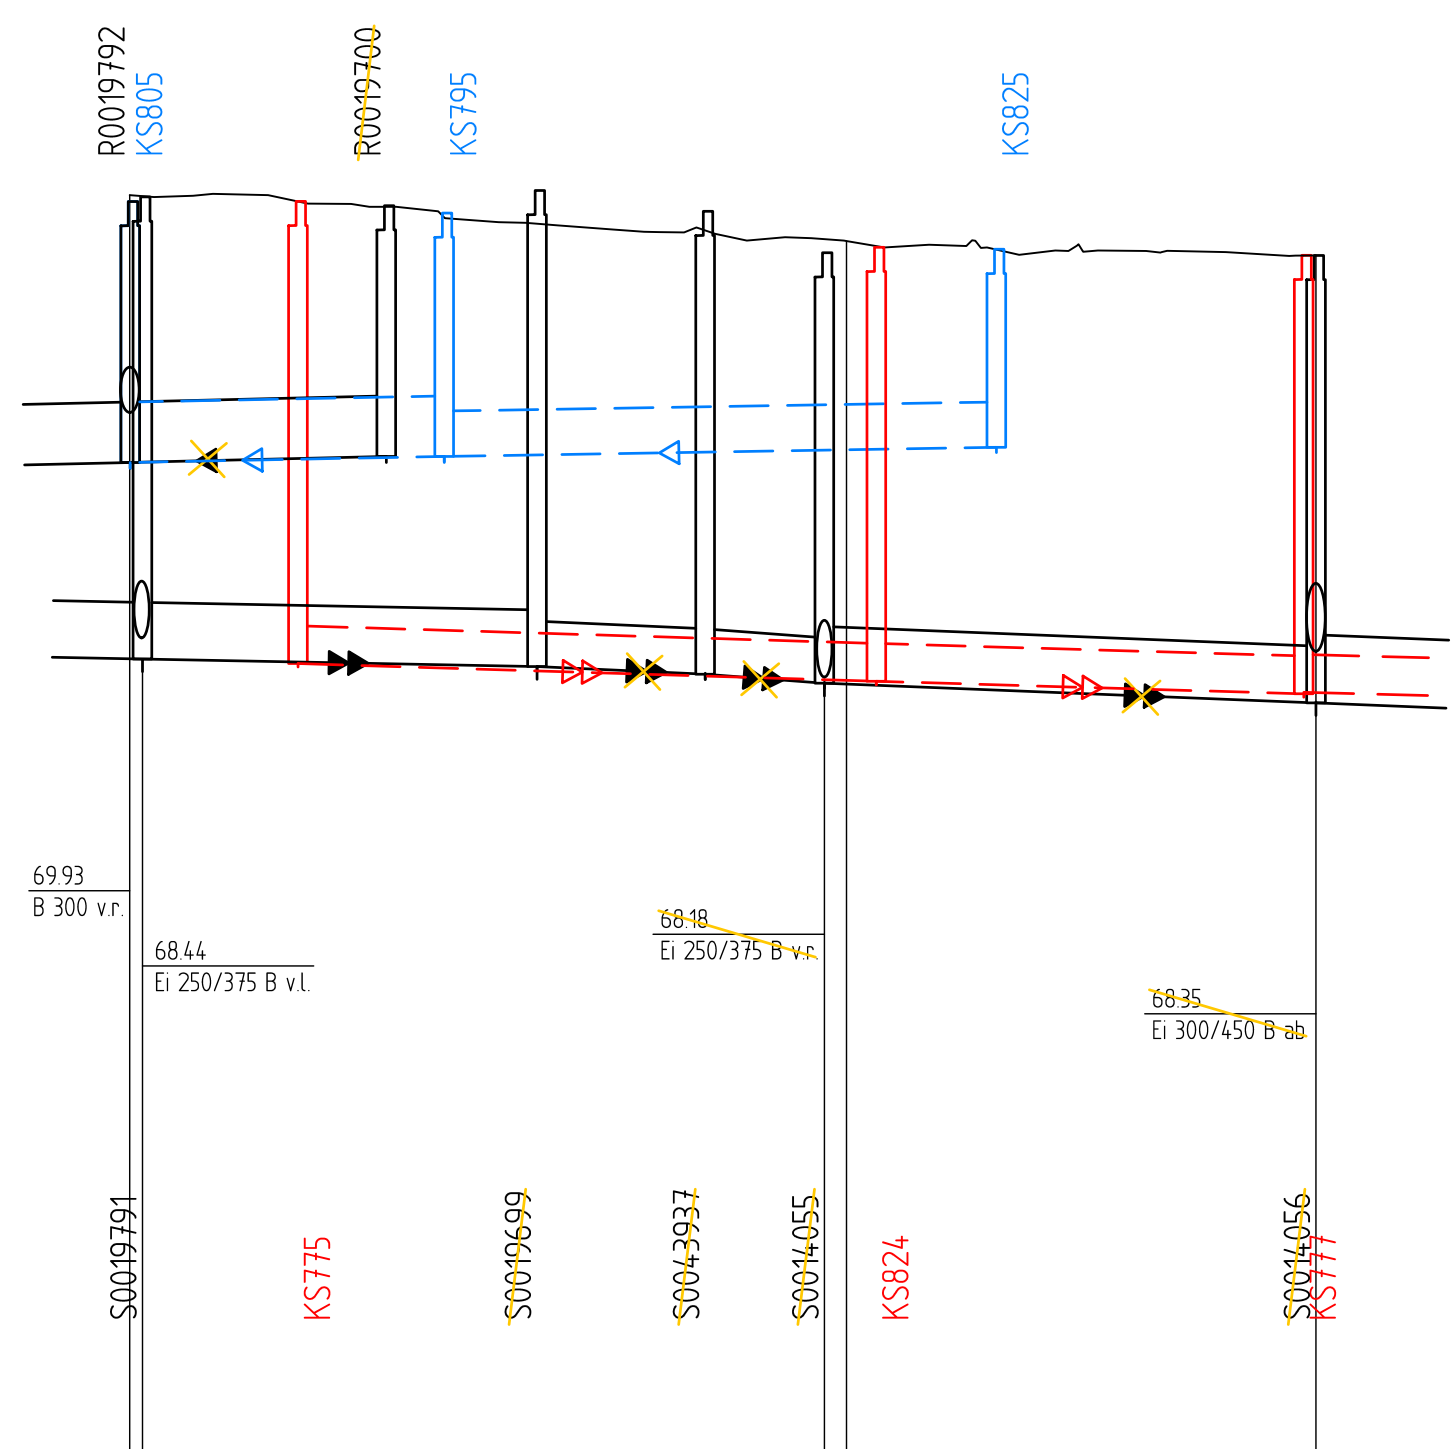 R0019792
KS805
R0019700
KS795
KS825
69.93
B 300 v.r.
68.44
Ei 250/375 B v.l.
68.18
Ei 250/375 B v.r.
68.35
Ei 300/450 B ab
S0019791
KS775
S0019699
S0043937
S0014055
KS824
S0014056
KS777